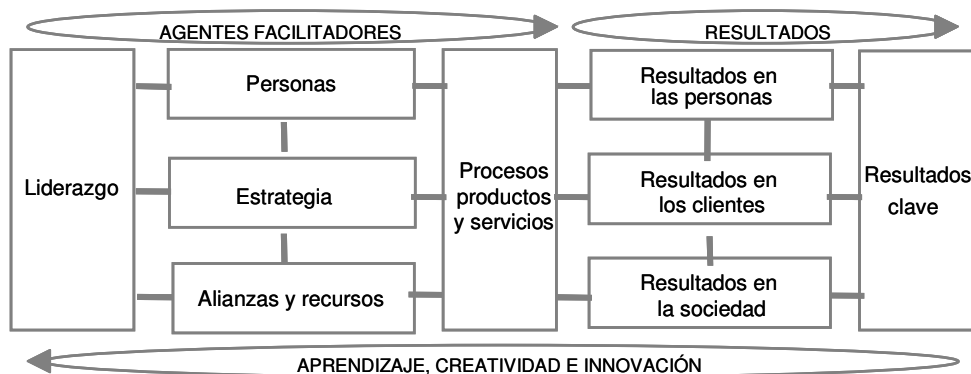 AGENTES FACILITADORES
RESULTADOS
Liderazgo
Personas
Estrategia
Alianzas y recursos
Procesos
productos
y servicios
Resultados en
las personas
Resultados en
los clientes
Resultados en
la sociedad
Resultados
clave
APRENDIZAJE, CREATIVIDAD E INNOVACIÓN